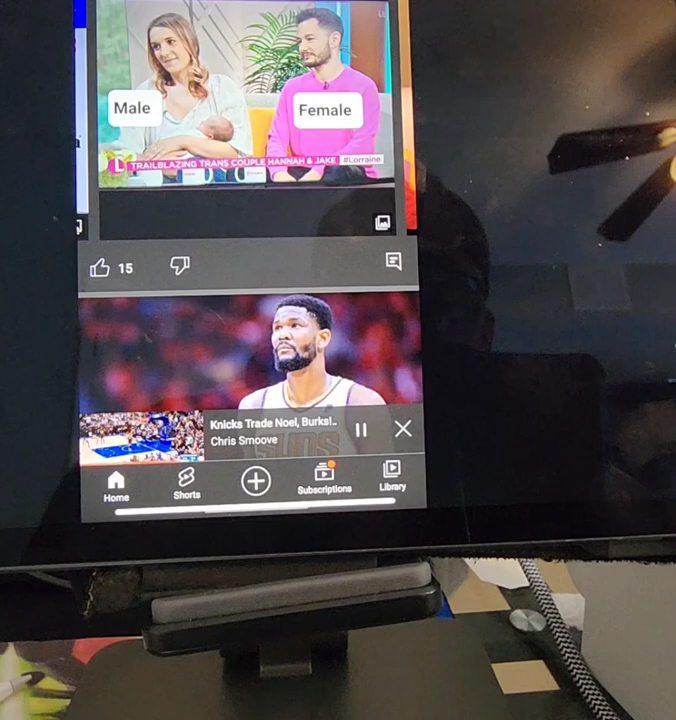 Male
Female
TRAILBLAZING TRANS COUPLE HANNAH & JAKE #Lorraine
15
Knicks Trade Noel, Burks!..
Chris Smoove
SUNS
Home
Shorts
Subscriptions
Library